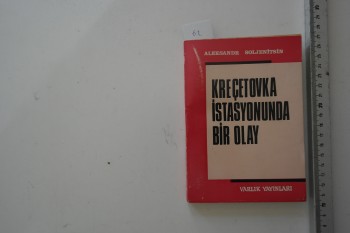 ALEKSANDR SOLJENİTSİN
KREÇETOVKA
İSTASYONUNDA
BİR OLAY
VARLIK YAYINLARI